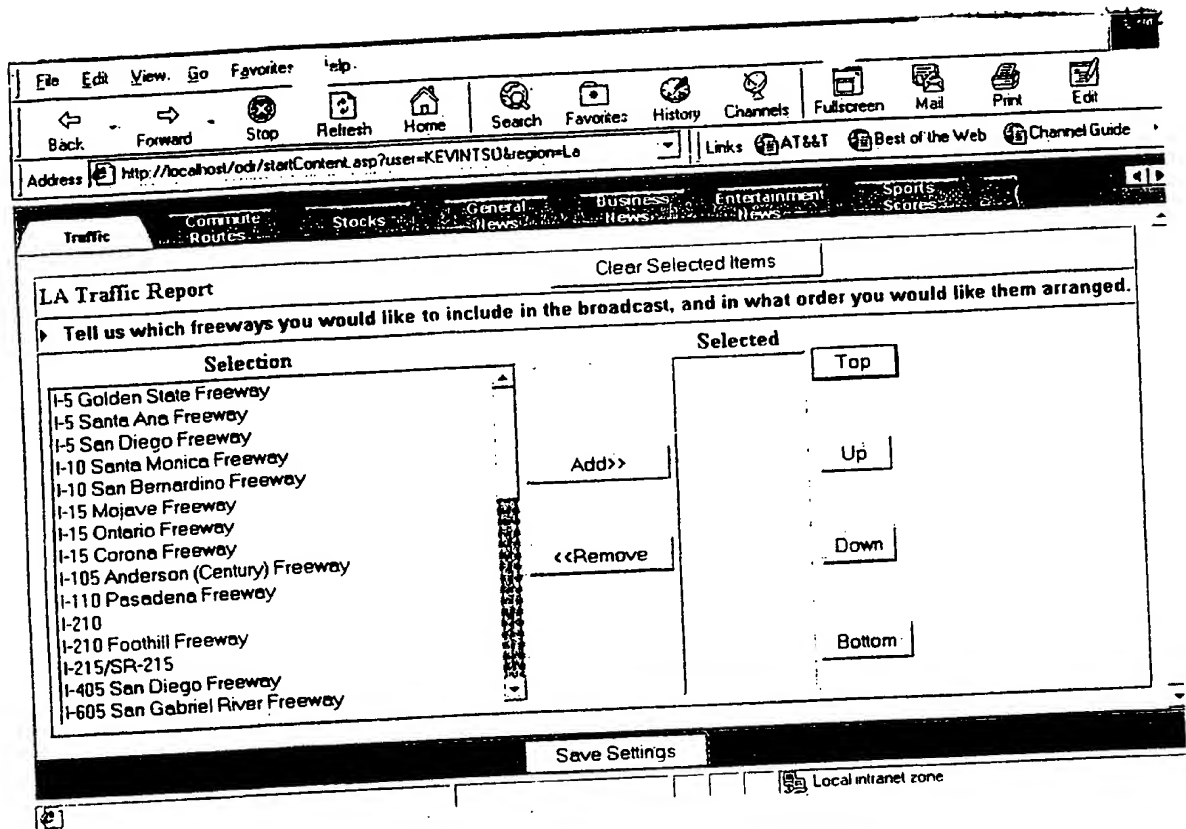 File Edit View. Go Favorites elp.
Back Forward Stop Refresh Home Search Favorites History Channels Fullscreen Mail Print Edit
Address http://localhost/odr/startContent.asp?user=KEVINTSU&region=La Links AT&T Best of the Web Channel Guide
Traffic Commute Routes Stocks General News Business News Entertainment News Sports Scores
LA Traffic Report Clear Selected Items
Tell us which freeways you would like to include in the broadcast, and in what order you would like them arranged.
Selection Selected
I-5 Golden State Freeway
I-5 Santa Ana Freeway
I-5 San Diego Freeway
I-10 Santa Monica Freeway
I-10 San Bernardino Freeway
I-15 Mojave Freeway
I-15 Ontario Freeway
I-15 Corona Freeway
I-105 Anderson (Century) Freeway
I-110 Pasadena Freeway
I-210
I-210 Foothill Freeway
I-215/SR-215
I-405 San Diego Freeway
I-605 San Gabriel River Freeway
Add>>
<<Remove
Top
Up
Down
Bottom
Save Settings
Local intranet zone